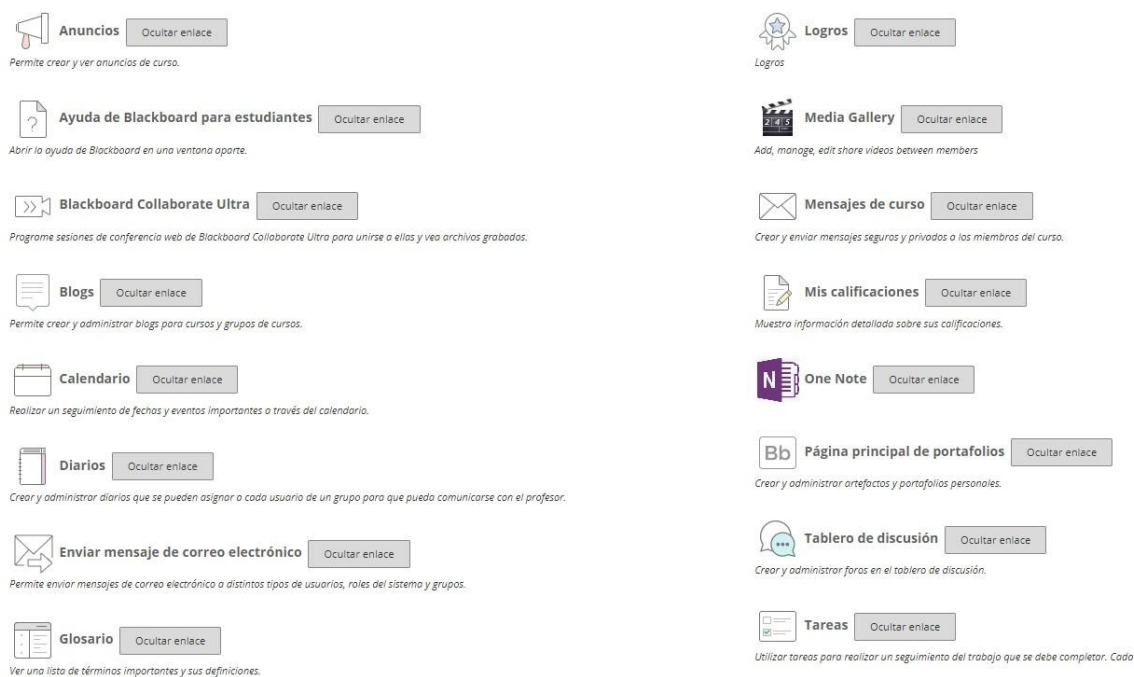 Anuncios Ocultar enlace
Permite crear y ver anuncios de curso.
Ayuda de Blackboard para estudiantes Ocultar enlace
Abrir la ayuda de Blackboard en una ventana aparte.
Blackboard Collaborate Ultra Ocultar enlace
Programe sesiones de conferencia web de Blackboard Collaborate Ultra para unirse a ellas y vea archivos grabados.
Blogs Ocultar enlace
Permite crear y administrar blogs para cursos y grupos de cursos.
Calendario Ocultar enlace
Realizar un seguimiento de fechas y eventos importantes a través del calendario.
Diarios Ocultar enlace
Crear y administrar diarios que se pueden asignar a cada usuario de un grupo para que pueda comunicarse con el profesor.
Enviar mensaje de correo electrónico Ocultar enlace
Permite enviar mensajes de correo electrónico a distintos tipos de usuarios, roles del sistema y grupos.
Glosario Ocultar enlace
Ver una lista de términos importantes y sus definiciones.
Logros Ocultar enlace
Logros
2 4 5
Media Gallery Ocultar enlace
Add, manage, edit share videos between members
Mensajes de curso Ocultar enlace
Crear y enviar mensajes seguros y privados a los miembros del curso.
Mis calificaciones Ocultar enlace
Muestra información detallada sobre sus calificaciones.
N One Note Ocultar enlace
Bb Página principal de portafolios Ocultar enlace
Crear y administrar artefactos y portafolios personales.
Tablero de discusión Ocultar enlace
Crear y administrar foros en el tablero de discusión.
Tareas Ocultar enlace
Utilizar tareas para realizar un seguimiento del trabajo que se debe completar. Cada